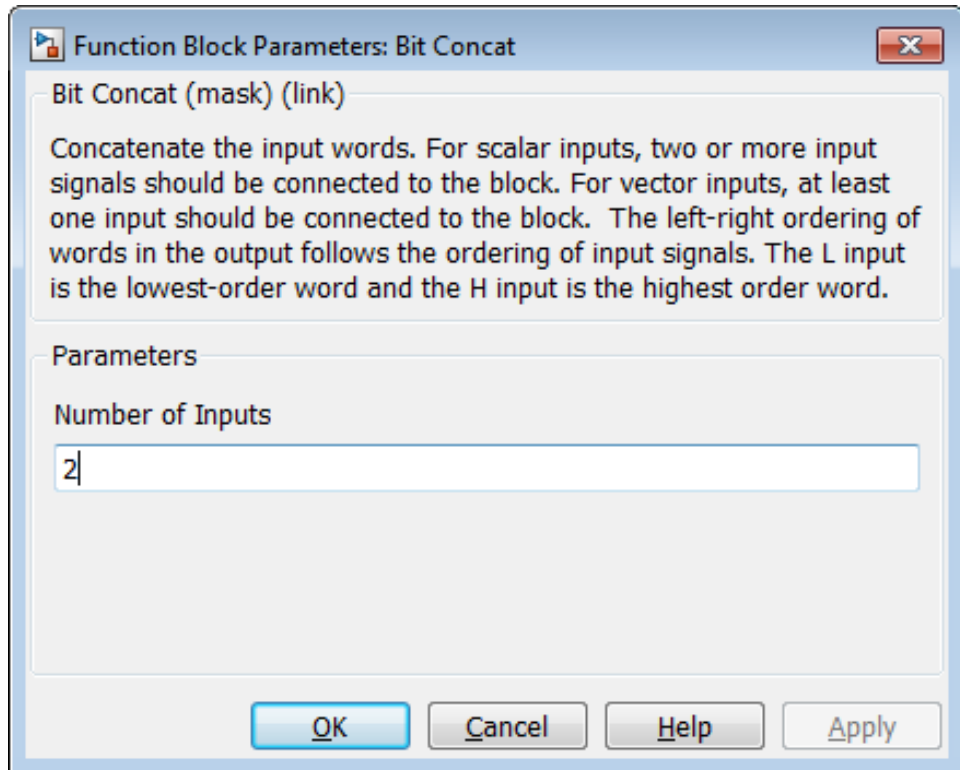 Function Block Parameters: Bit Concat
Bit Concat (mask) (link)
Concatenate the input words. For scalar inputs, two or more input
signals should be connected to the block. For vector inputs, at least
one input should be connected to the block.  The left-right ordering of
words in the output follows the ordering of input signals. The L input
is the lowest-order word and the H input is the highest order word.
Parameters
Number of Inputs
2
OK Cancel Help Apply